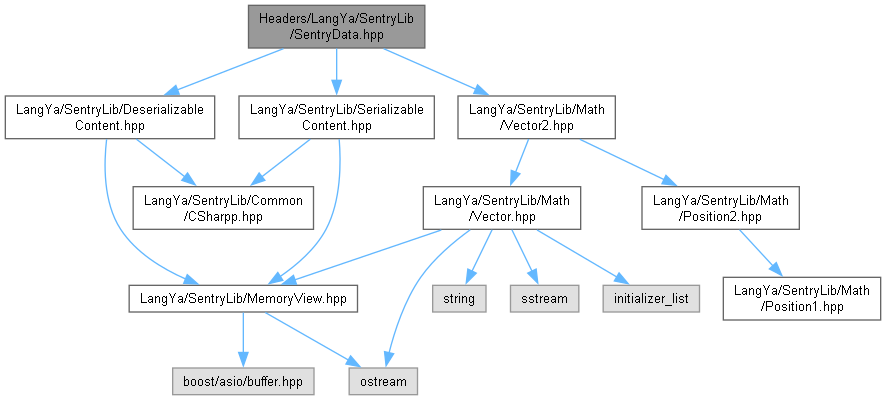 Headers/LangYa/SentryLib
/SentryData.hpp
LangYa/SentryLib/Deserializable
Content.hpp
LangYa/SentryLib/Serializable
Content.hpp
LangYa/SentryLib/Math
/Vector2.hpp
LangYa/SentryLib/Common
/CSharpp.hpp
LangYa/SentryLib/Math
/Vector.hpp
LangYa/SentryLib/Math
/Position2.hpp
LangYa/SentryLib/MemoryView.hpp
string
sstream
initializer_list
LangYa/SentryLib/Math
/Position1.hpp
boost/asio/buffer.hpp
ostream